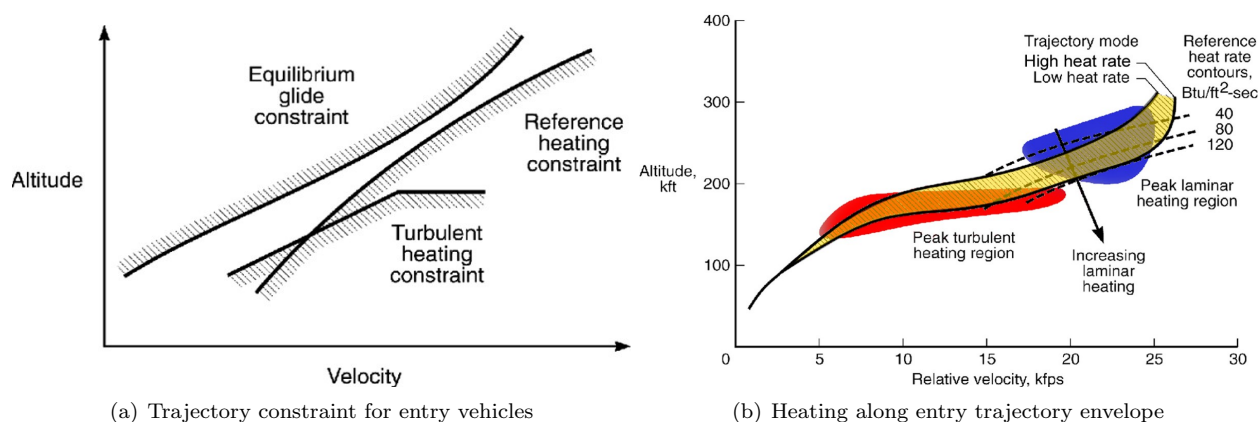 Altitude
Equilibrium
glide
constraint
Reference
heating
constraint
Turbulent
heating
constraint
Velocity
(a) Trajectory constraint for entry vehicles
400
300
200
100
0
Altitude,
kft
Trajectory mode
High heat rate
Low heat rate
Reference
heat rate
contours,
Btu/ft²-sec
40
80
120
Peak laminar
heating region
Peak turbulent
heating region
Increasing
laminar
heating
0 5 10 15 20 25 30
Relative velocity, kfps
(b) Heating along entry trajectory envelope